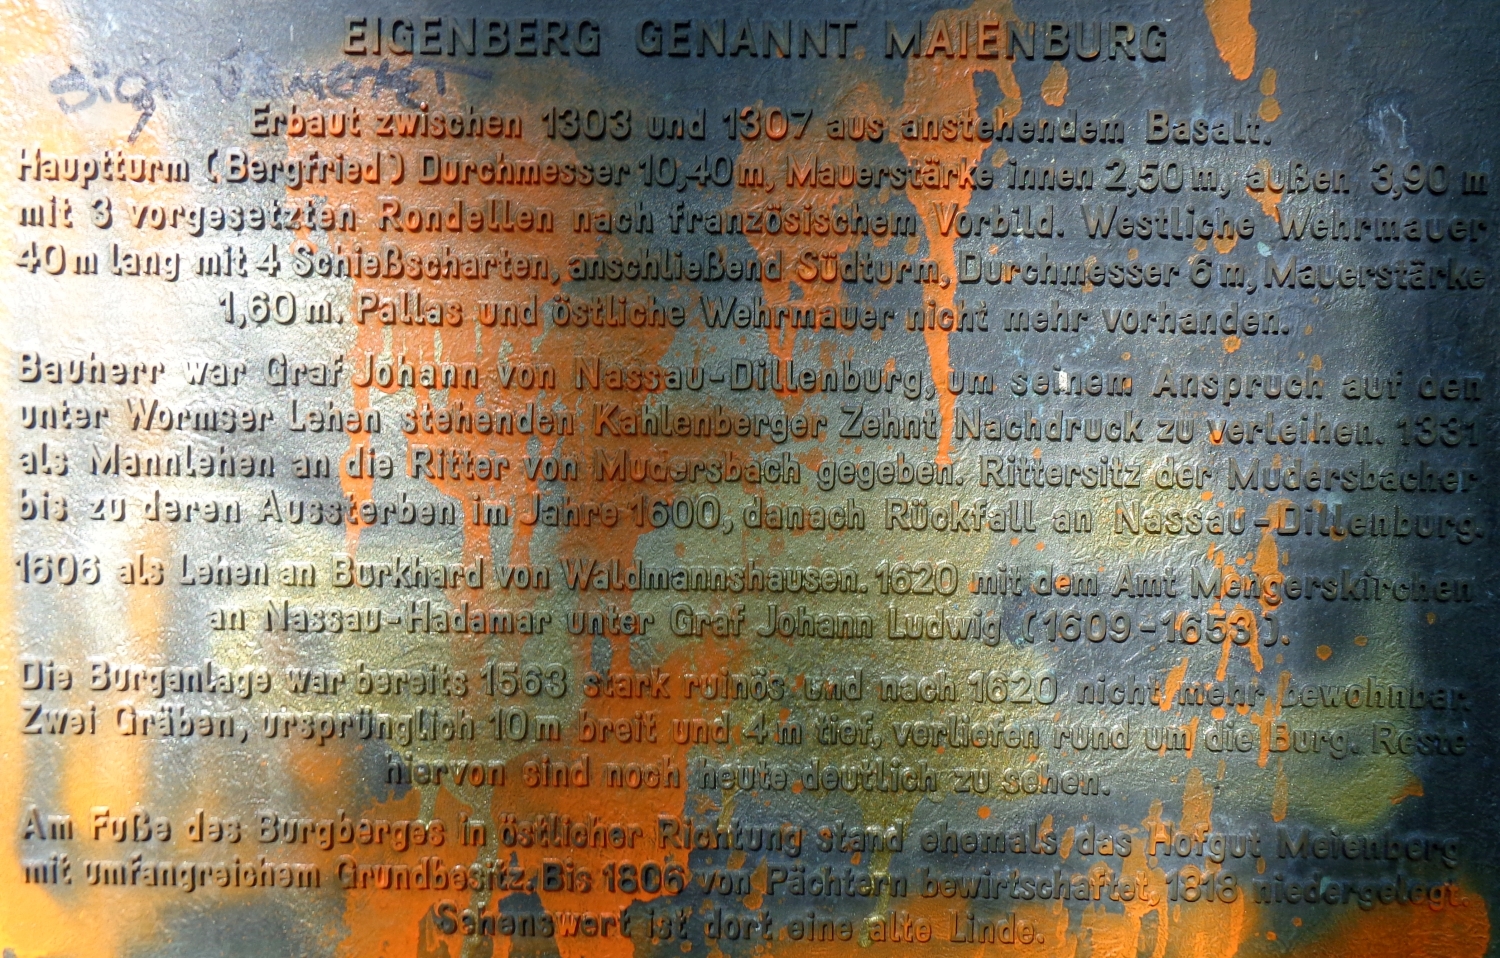 EIGENBERG GENANNT MAIENBURG
Erbaut zwischen 1303 und 1307 aus anstehendem Basalt.
Hauptturm (Bergfried) Durchmesser 10,40 m, Mauerstärke innen 2,50 m, außen 3,90 m
mit 3 vorgesetzten Rondellen nach französischem Vorbild. Westliche Wehrmauer
40 m lang mit 4 Schießscharten, anschließend Südturm, Durchmesser 6 m, Mauerstärke
1,60 m. Pallas und östliche Wehrmauer nicht mehr vorhanden.
Bauherr war Graf Johann von Nassau-Dillenburg, um seinem Anspruch auf den
unter Wormser Lehen stehenden Kahlenberger Zehnt Nachdruck zu verleihen. 1331
als Mannlehen an die Ritter von Mudersbach gegeben. Rittersitz der Mudersbacher
bis zu deren Aussterben im Jahre 1600, danach Rückfall an Nassau-Dillenburg.
1606 als Lehen an Burkhard von Waldmannshausen. 1620 mit dem Amt Mengerskirchen
an Nassau-Hadamar unter Graf Johann Ludwig (1609-1653).
Die Burganlage war bereits 1563 stark ruinös und nach 1620 nicht mehr bewohnbar.
Zwei Gräben, ursprünglich 10 m breit und 4 m tief, verliefen rund um die Burg. Reste
hiervon sind noch heute deutlich zu sehen.
Am Fuße des Burgberges in östlicher Richtung stand ehemals das Hofgut Meienberg
mit umfangreichem Grundbesitz. Bis 1806 von Pächtern bewirtschaftet, 1818 niedergelegt.
Sehenswert ist dort eine alte Linde.